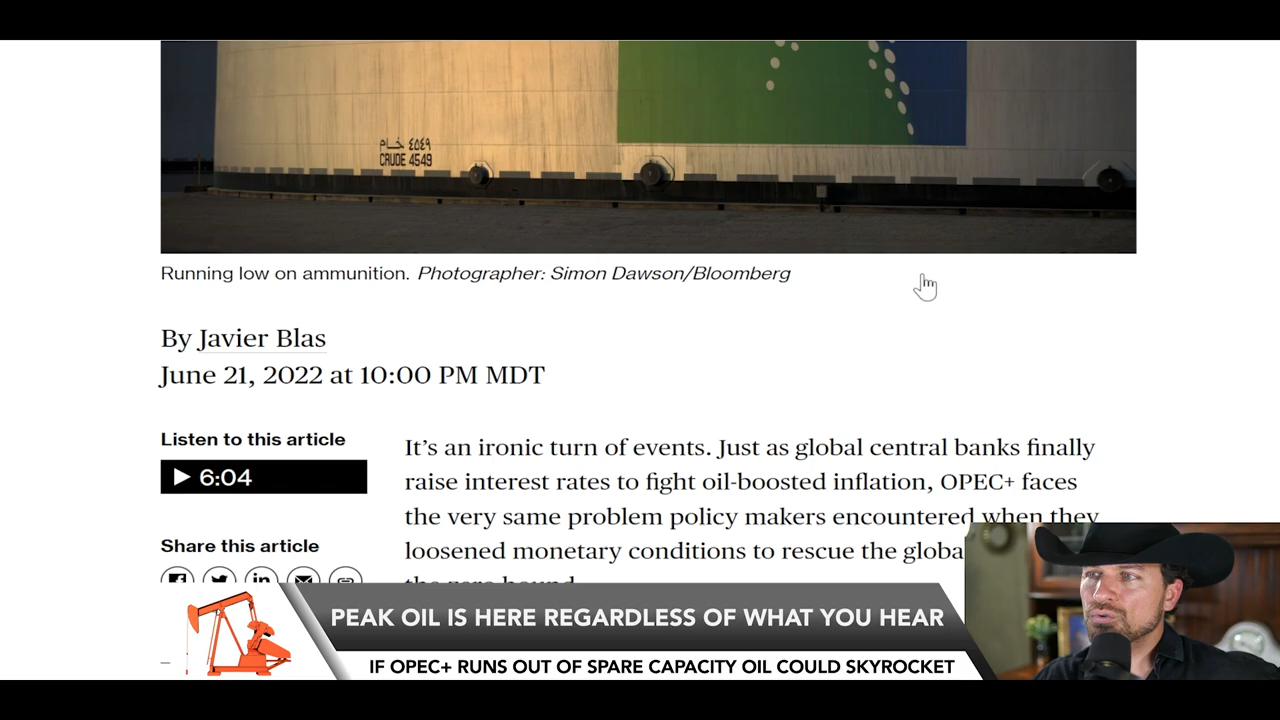 ٤٥٤٩ خام
CRUDE 4549
Running low on ammunition. Photographer: Simon Dawson/Bloomberg
By Javier Blas
June 21, 2022 at 10:00 PM MDT
Listen to this article
6:04
Share this article
It's an ironic turn of events. Just as global central banks finally
raise interest rates to fight oil-boosted inflation, OPEC+ faces
the very same problem policy makers encountered when they
loosened monetary conditions to rescue the globa
the zero bound
PEAK OIL IS HERE REGARDLESS OF WHAT YOU HEAR
IF OPEC+ RUNS OUT OF SPARE CAPACITY OIL COULD SKYROCKET